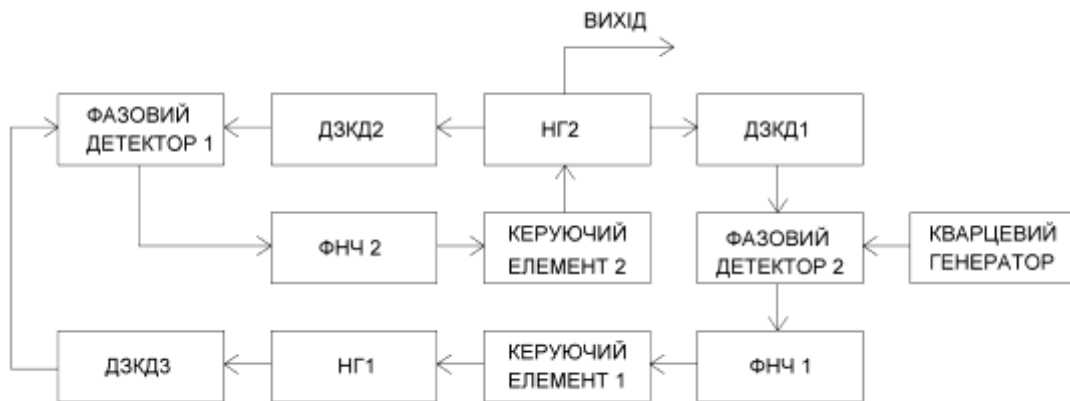 ВИХІД
ФАЗОВИЙ
ДЕТЕКТОР 1
ДЗКД2
НГ2
ДЗКД1
ФНЧ 2
КЕРУЮЧИЙ
ЕЛЕМЕНТ 2
ФАЗОВИЙ
ДЕТЕКТОР 2
КВАРЦЕВИЙ
ГЕНЕРАТОР
ДЗКД3
НГ1
КЕРУЮЧИЙ
ЕЛЕМЕНТ 1
ФНЧ 1